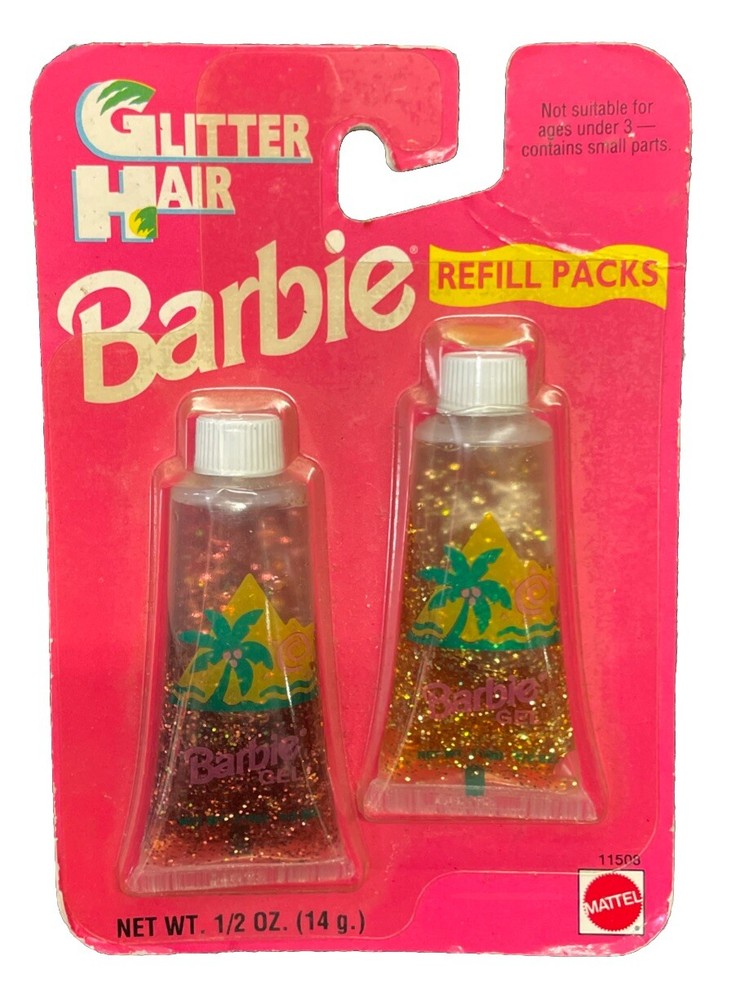 GLITTER
HAIR
Not suitable for
ages under 3 —
contains small parts.
Barbie®
REFILL PACKS
Barbie
GEL
Barbie
GEL
MATTEL
®
NET WT. 1/2 OZ. (14 g.)